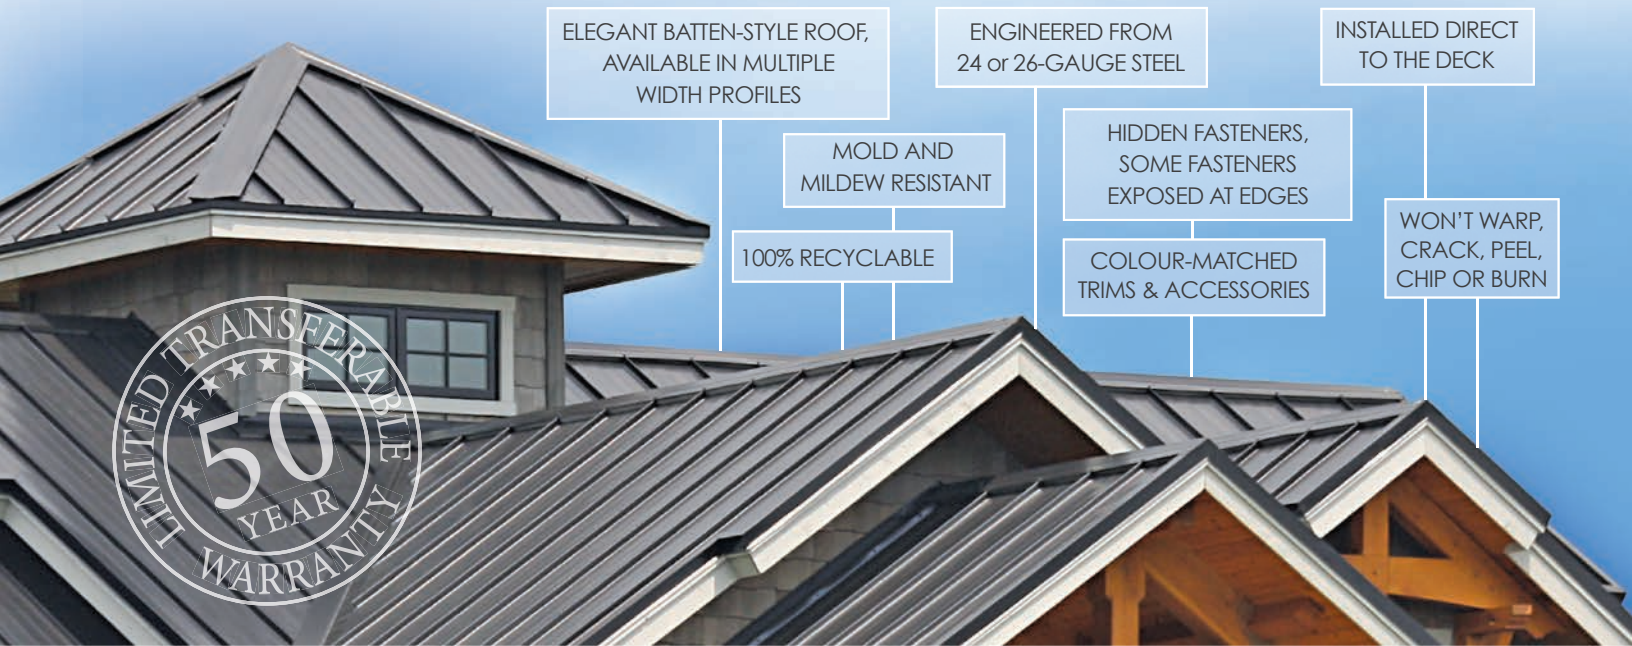 ELEGANT BATTEN-STYLE ROOF,
AVAILABLE IN MULTIPLE
WIDTH PROFILES
ENGINEERED FROM
24 or 26-GAUGE STEEL
INSTALLED DIRECT
TO THE DECK
MOLD AND
MILDEW RESISTANT
HIDDEN FASTENERS,
SOME FASTENERS
EXPOSED AT EDGES
100% RECYCLABLE
COLOUR-MATCHED
TRIMS & ACCESSORIES
WON'T WARP,
CRACK, PEEL,
CHIP OR BURN
LIMITED TRANSFERABLE
50
YEAR
WARRANTY